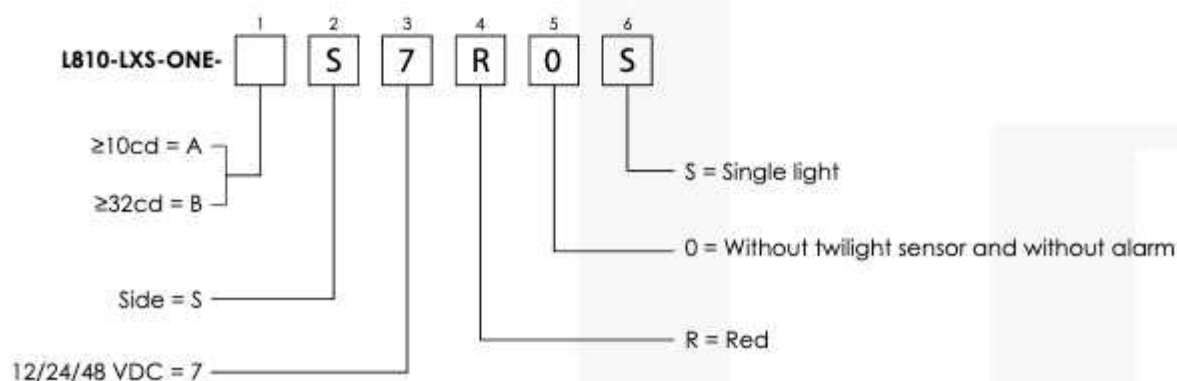 1 2 3 4 5 6
L810-LXS-ONE- S 7 R 0 S
≥10cd = A
≥32cd = B
Side = S
12/24/48 VDC = 7
S = Single light
0 = Without twilight sensor and without alarm
R = Red